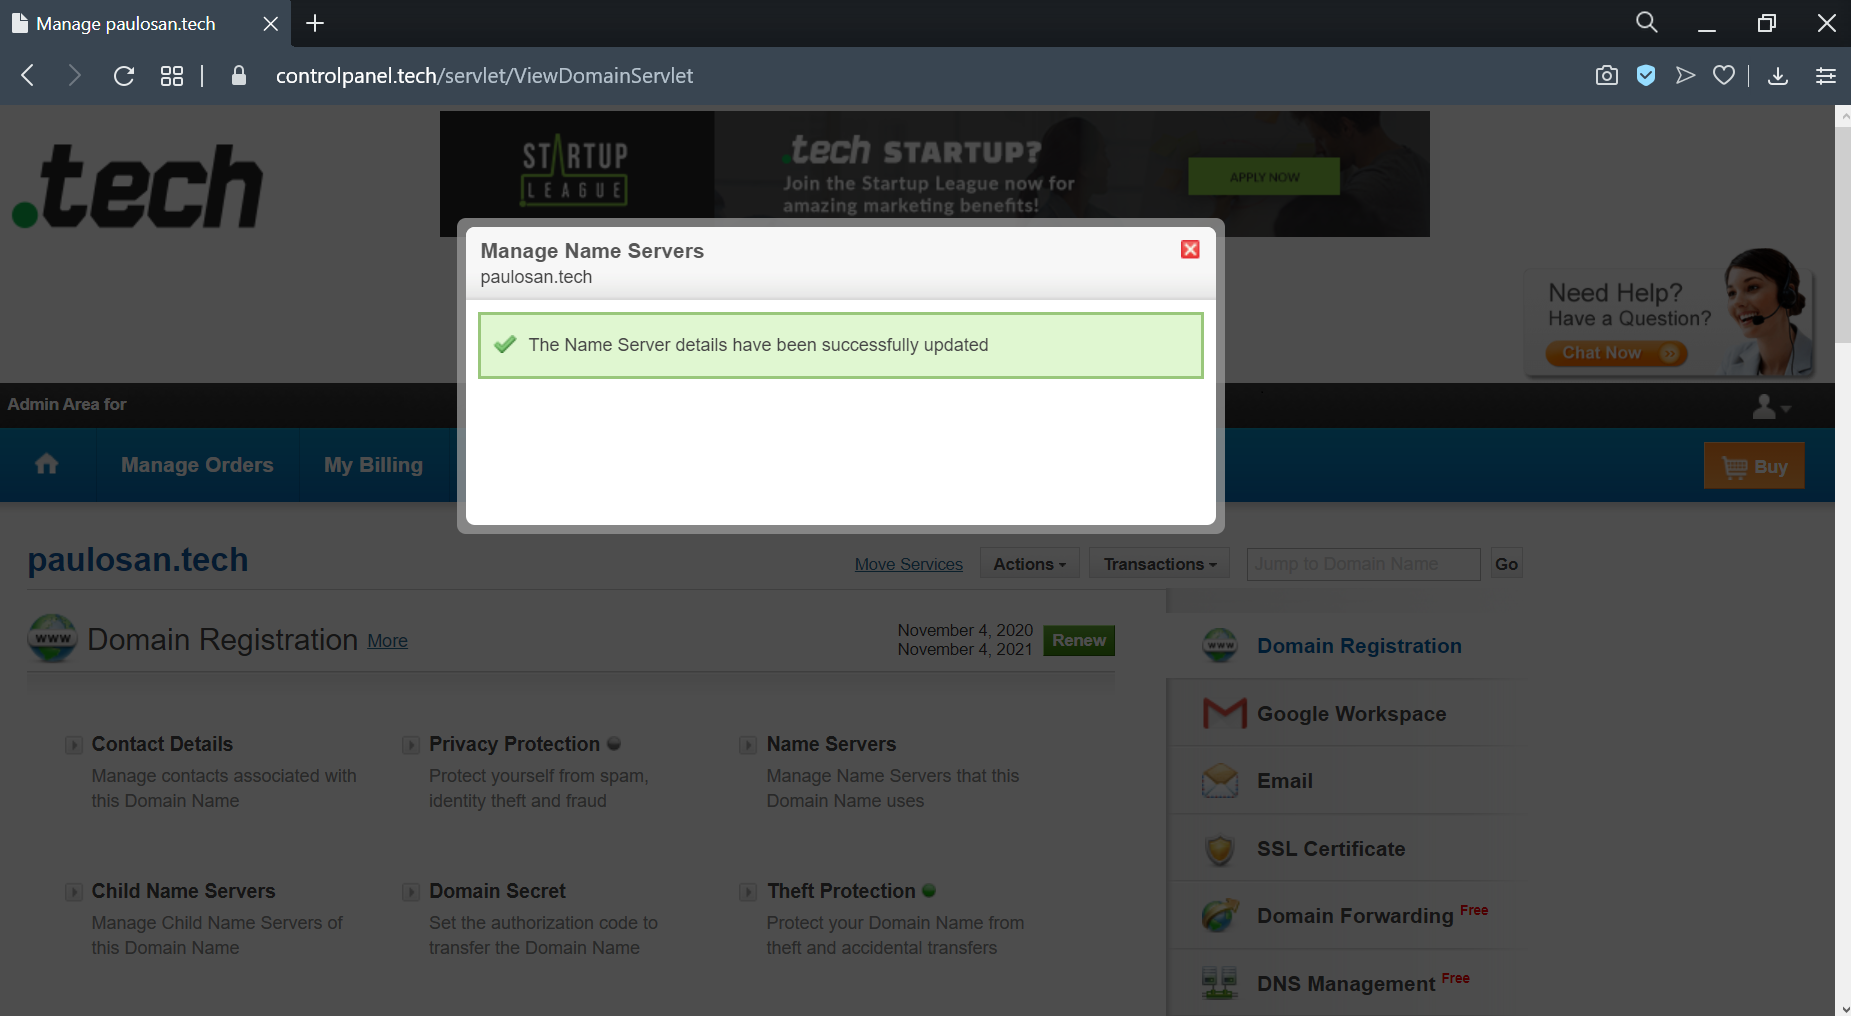 Manage paulosan.tech
controlpanel.tech/servlet/ViewDomainServlet
.tech
STARTUP
LEAGUE
.tech STARTUP?
Join the Startup League now for
amazing marketing benefits!
APPLY NOW
Manage Name Servers
paulosan.tech
The Name Server details have been successfully updated
Need Help?
Have a Question?
Chat Now
Admin Area for
Manage Orders
My Billing
Buy
paulosan.tech
Move Services
Actions
Transactions
Jump to Domain Name
Go
www
Domain Registration More
November 4, 2020
November 4, 2021
Renew
Contact Details
Manage contacts associated with
this Domain Name
Privacy Protection
Protect yourself from spam,
identity theft and fraud
Name Servers
Manage Name Servers that this
Domain Name uses
Child Name Servers
Manage Child Name Servers of
this Domain Name
Domain Secret
Set the authorization code to
transfer the Domain Name
Theft Protection
Protect your Domain Name from
theft and accidental transfers
www
Domain Registration
Google Workspace
Email
SSL Certificate
Domain Forwarding Free
DNS Management Free